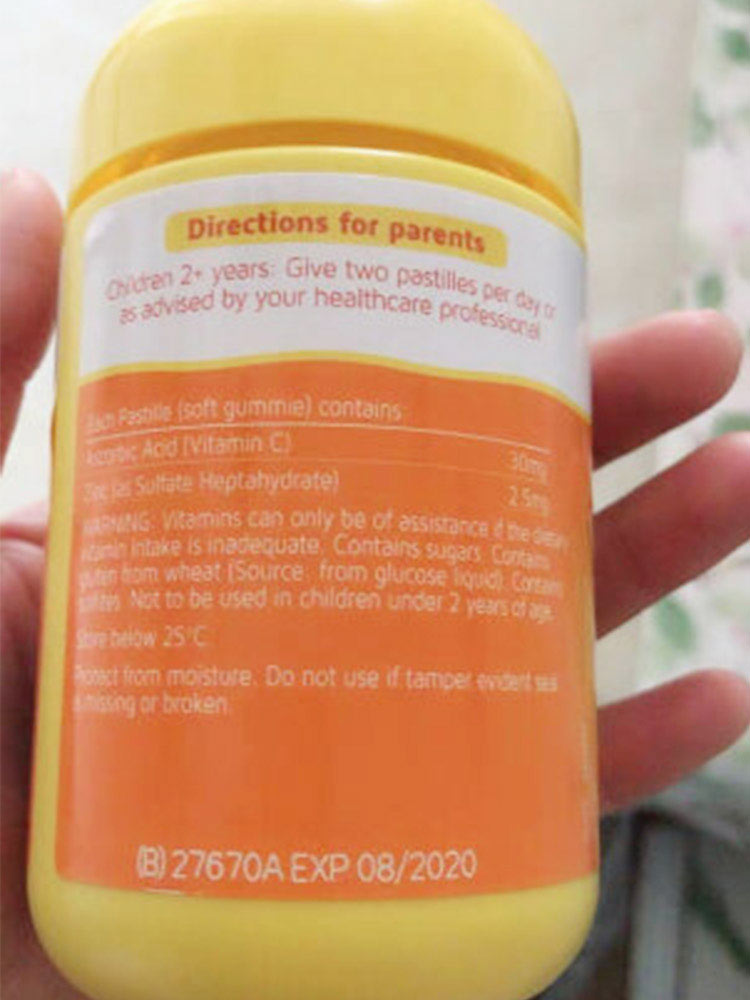 Directions for parents
Children 2+ years: Give two pastilles per day or
as advised by your healthcare professional
Each Pastille (soft gummie) contains:
Ascorbic Acid (Vitamin C) 30mg
Zinc (as Sulfate Heptahydrate) 2.5mg
WARNING: Vitamins can only be of assistance if the dietary
vitamin intake is inadequate. Contains sugars. Contains
gluten from wheat (Source: from glucose liquid). Contains
sulfites. Not to be used in children under 2 years of age.
Store below 25°C.
Protect from moisture. Do not use if tamper evident seal
is missing or broken.
(B) 27670A EXP 08/2020